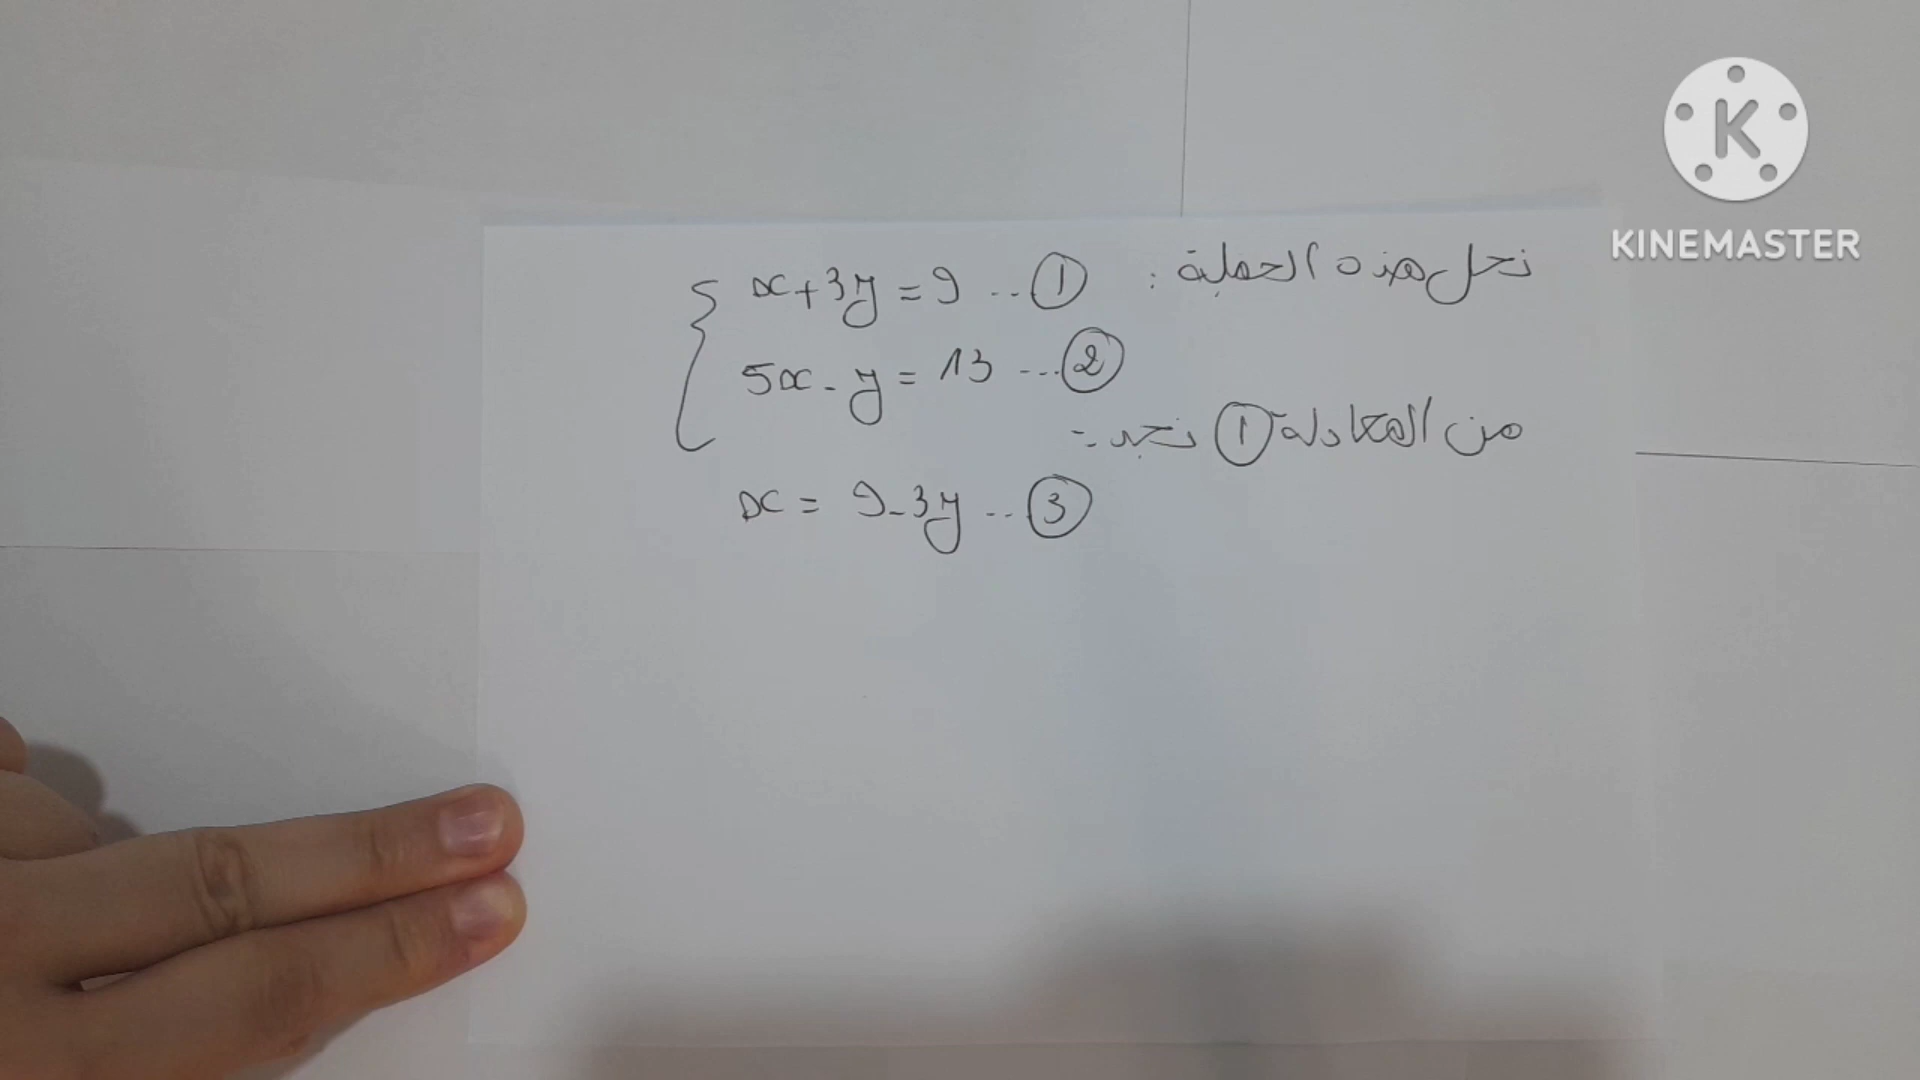 نحل هذه الجملة :
x+3y = 9 ... ①
5x - y = 13 ... ②
من المعادلة ① نجد :-
x = 9-3y ... ③
K
KINEMASTER